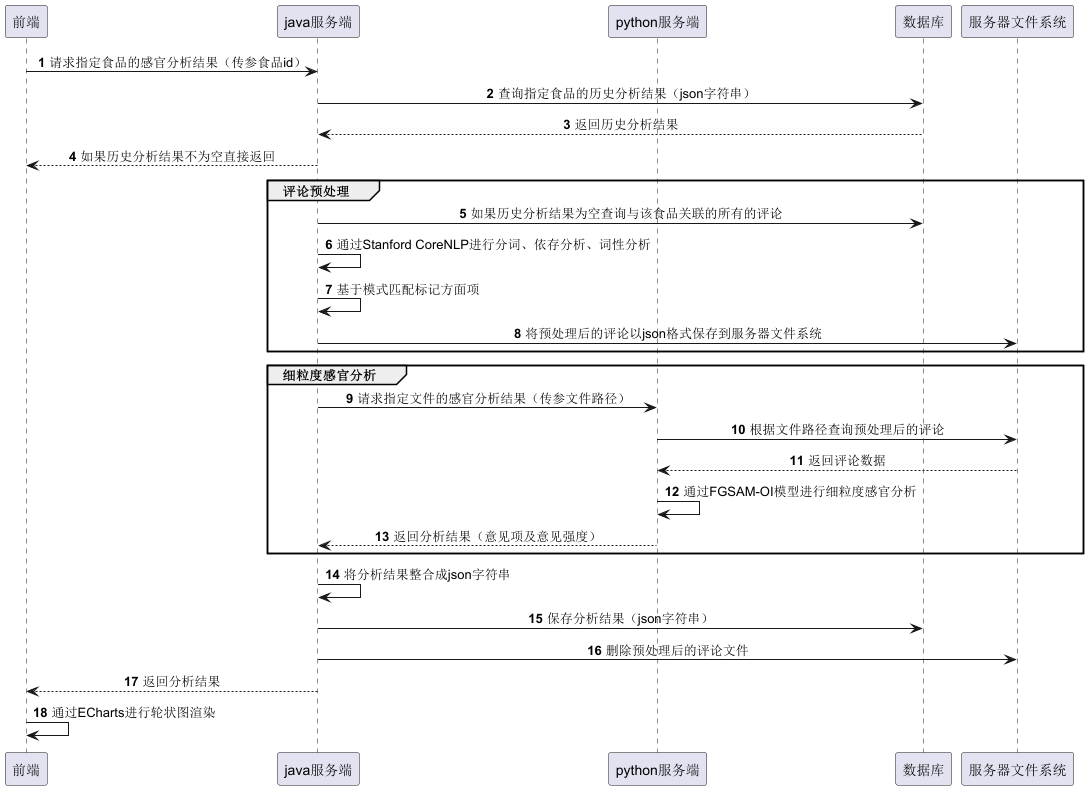 前端 java服务端 python服务端 数据库 服务器文件系统
1 请求指定食品的感官分析结果（传参食品id）
2 查询指定食品的历史分析结果（json字符串）
3 返回历史分析结果
4 如果历史分析结果不为空直接返回
评论预处理
5 如果历史分析结果为空查询与该食品关联的所有的评论
6 通过Stanford CoreNLP进行分词、依存分析、词性分析
7 基于模式匹配标记方面项
8 将预处理后的评论以json格式保存到服务器文件系统
细粒度感官分析
9 请求指定文件的感官分析结果（传参文件路径）
10 根据文件路径查询预处理后的评论
11 返回评论数据
12 通过FGSAM-OI模型进行细粒度感官分析
13 返回分析结果（意见项及意见强度）
14 将分析结果整合成json字符串
15 保存分析结果（json字符串）
16 删除预处理后的评论文件
17 返回分析结果
18 通过ECharts进行轮状图渲染
前端 java服务端 python服务端 数据库 服务器文件系统